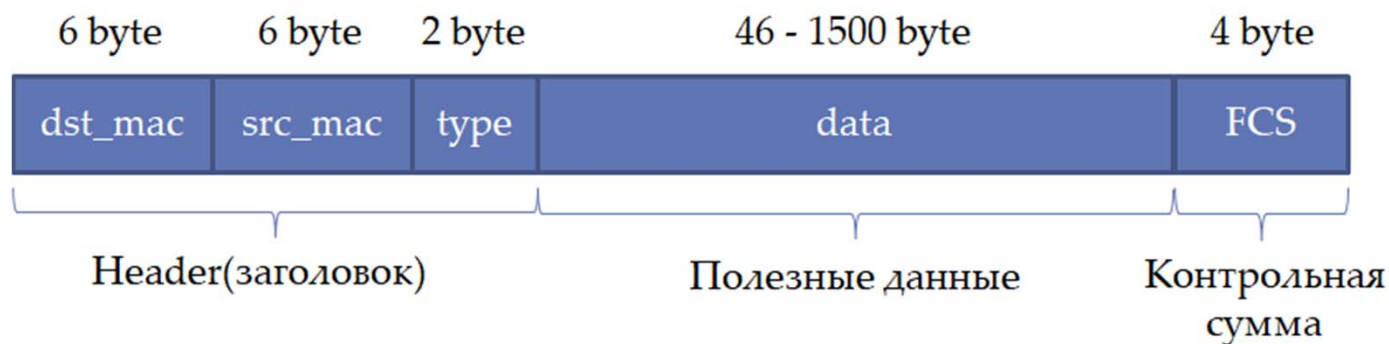 6 byte 6 byte 2 byte 46 - 1500 byte 4 byte
dst_mac src_mac type data FCS
Header(заголовок) Полезные данные Контрольная
сумма